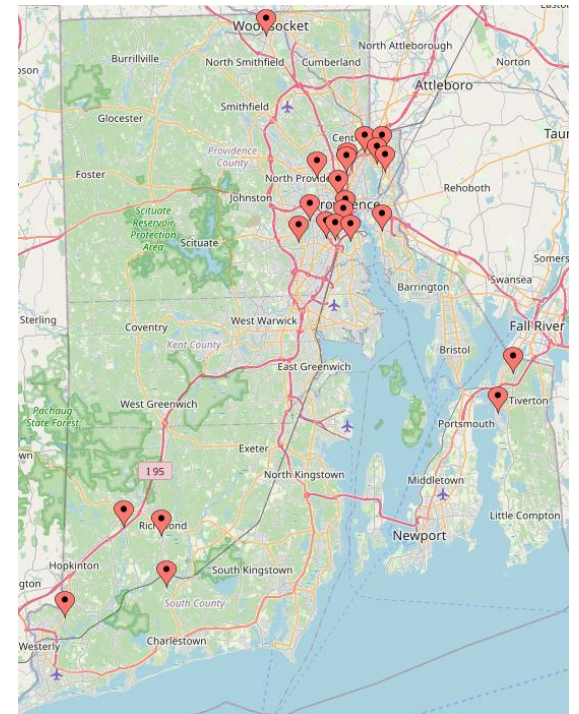 Woonsocket
Burrillville
North Attleborough
Norton
North Smithfield
Cumberland
Attleboro
Smithfield
Glocester
Providence
County
Foster
North Provide
Rehoboth
Johnston
Scituate
Reservoir
Protection
Area
Scituate
Barrington
Swansea
Somers
Sterling
Coventry
West Warwick
Fall River
Kent County
Bristol
East Greenwich
Pachaug
State Forest
West Greenwich
Tiverton
Portsmouth
Exeter
I 95
North Kingstown
Middletown
Richmond
Little Compton
Newport
Hopkinton
South Kingstown
South County
Westerly
Charlestown